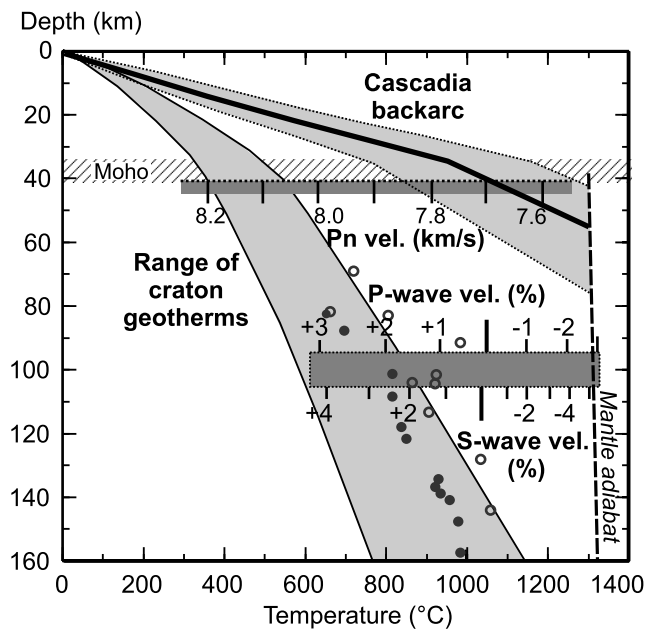 Depth (km)
0
20
40
60
80
100
120
140
160
Cascadia
backarc
Moho
8.2 8.0 7.8 7.6
Pn vel. (km/s)
Range of
craton
geotherms
P-wave vel. (%)
+3 +2 +1 -1 -2
+4 +2 -2 -4
S-wave vel.
(%)
Mantle adlabat
0 200 400 600 800 1000 1200 1400
Temperature (°C)